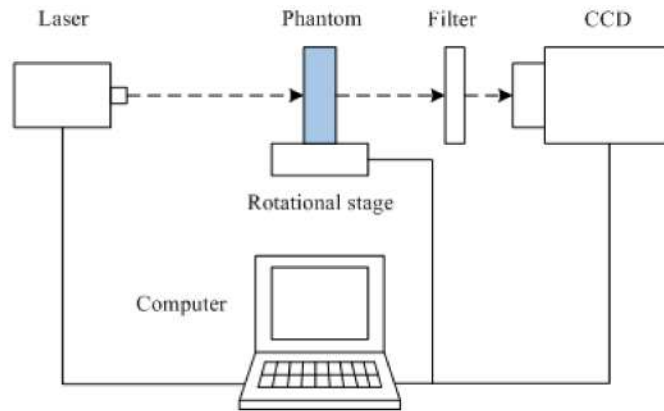 Laser
Phantom
Filter
CCD
Rotational stage
Computer